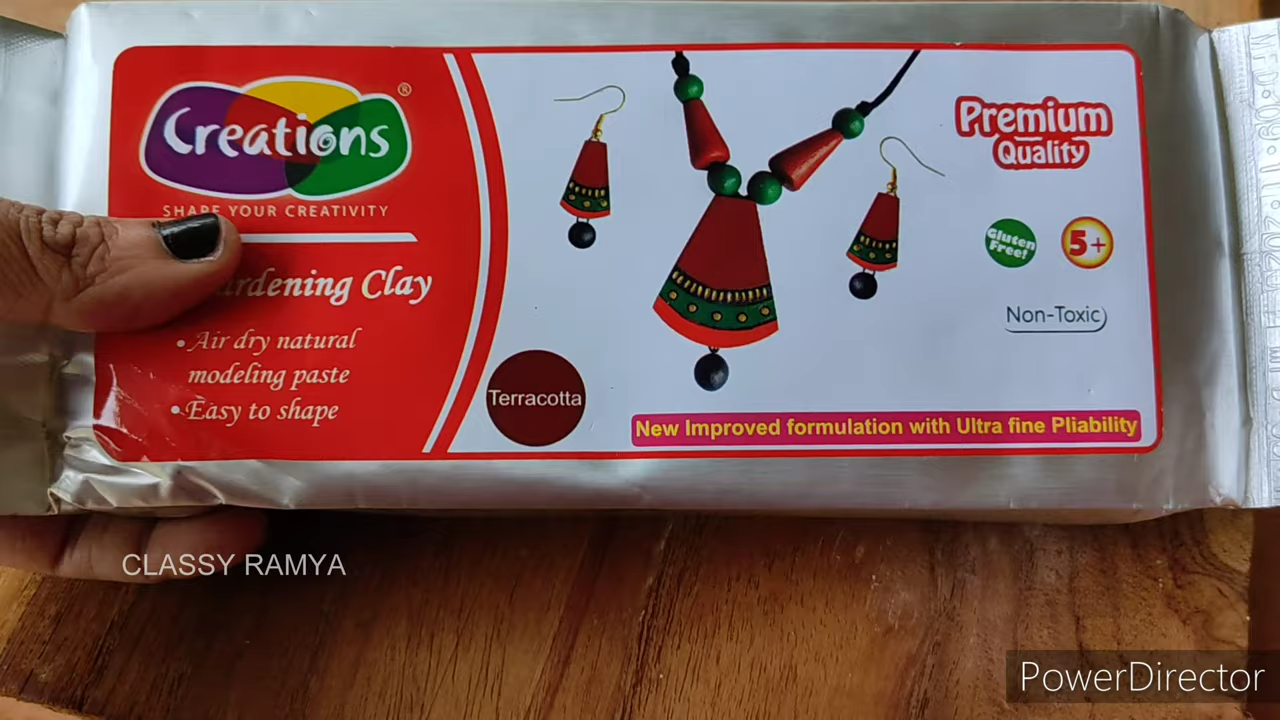 Creations®
SHAPE YOUR CREATIVITY
rdening Clay
• Air dry natural
modeling paste
• Easy to shape
Terracotta
Premium
Quality
Gluten
Free!
5+
Non-Toxic
New Improved formulation with Ultra fine Pliability
CLASSY RAMYA
PowerDirector